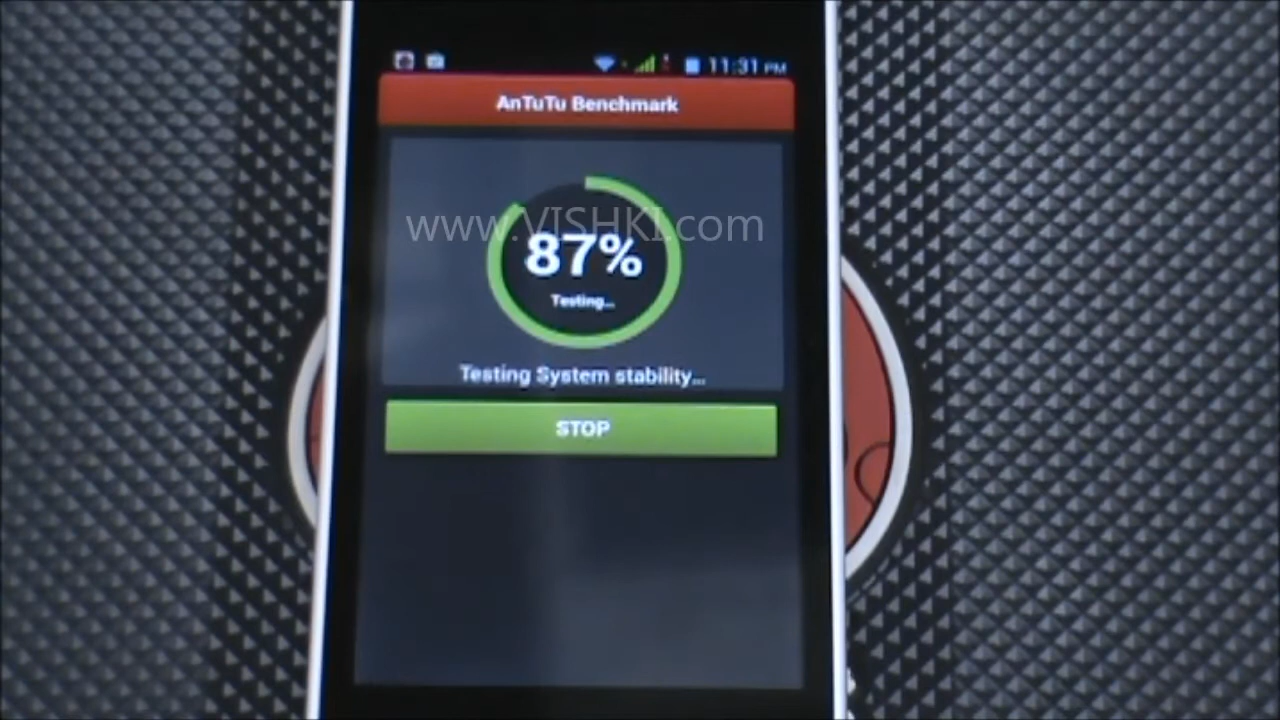 11:31 PM
AnTuTu Benchmark
www.VISHKI.com
87%
Testing...
Testing System stability...
STOP